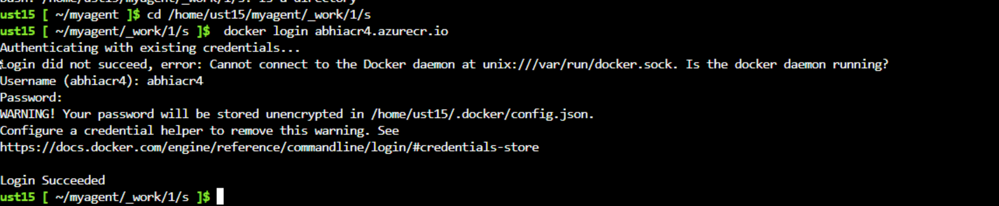 bash: /home/ust15/myagent/_work/1/s: Is a directory
ust15 [ ~/myagent ]$ cd /home/ust15/myagent/_work/1/s
ust15 [ ~/myagent/_work/1/s ]$  docker login abhiacr4.azurecr.io
Authenticating with existing credentials...
Login did not succeed, error: Cannot connect to the Docker daemon at unix:///var/run/docker.sock. Is the docker daemon running?
Username (abhiacr4): abhiacr4
Password:
WARNING! Your password will be stored unencrypted in /home/ust15/.docker/config.json.
Configure a credential helper to remove this warning. See
https://docs.docker.com/engine/reference/commandline/login/#credentials-store

Login Succeeded
ust15 [ ~/myagent/_work/1/s ]$